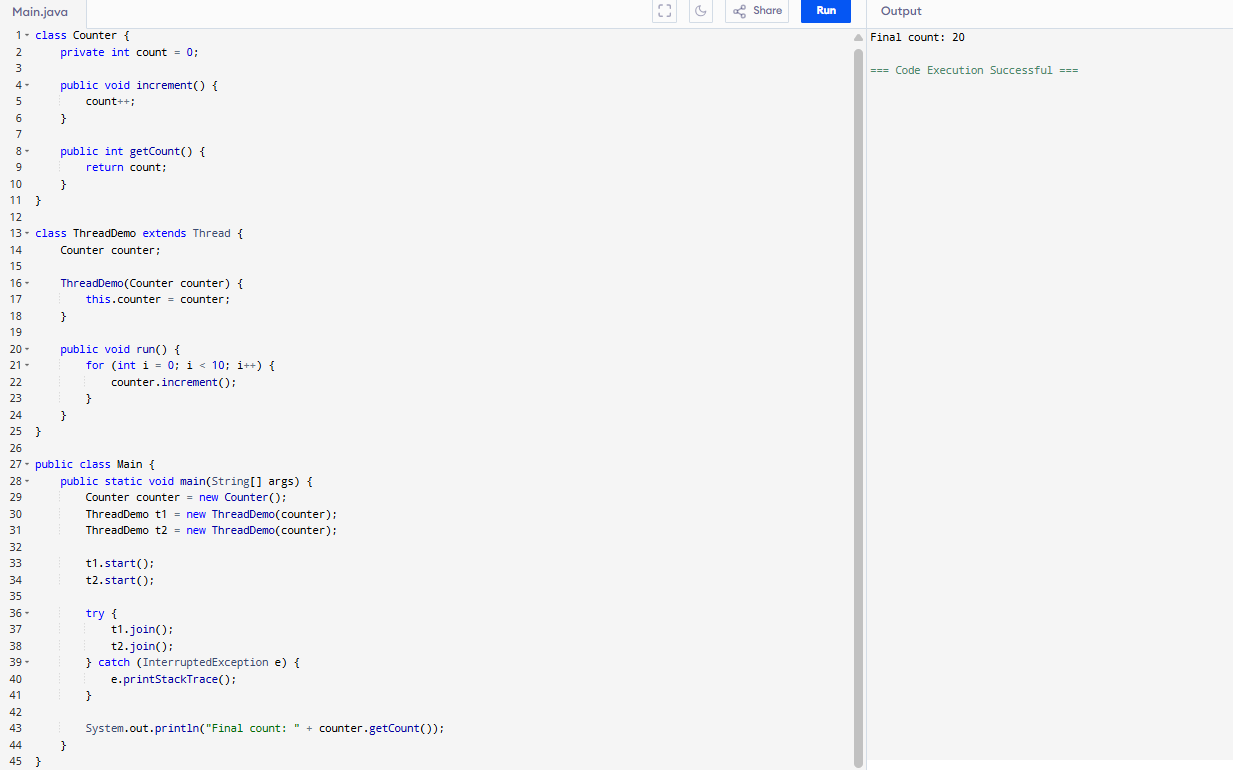 Main.java
Share
Run
Output
1 class Counter {
2     private int count = 0;
3
4     public void increment() {
5         count++;
6     }
7
8     public int getCount() {
9         return count;
10     }
11 }
12
13 class ThreadDemo extends Thread {
14     Counter counter;
15
16     ThreadDemo(Counter counter) {
17         this.counter = counter;
18     }
19
20     public void run() {
21         for (int i = 0; i < 10; i++) {
22             counter.increment();
23         }
24     }
25 }
26
27 public class Main {
28     public static void main(String[] args) {
29         Counter counter = new Counter();
30         ThreadDemo t1 = new ThreadDemo(counter);
31         ThreadDemo t2 = new ThreadDemo(counter);
32
33         t1.start();
34         t2.start();
35
36         try {
37             t1.join();
38             t2.join();
39         } catch (InterruptedException e) {
40             e.printStackTrace();
41         }
42
43         System.out.println("Final count: " + counter.getCount());
44     }
45 }
Final count: 20
=== Code Execution Successful ===